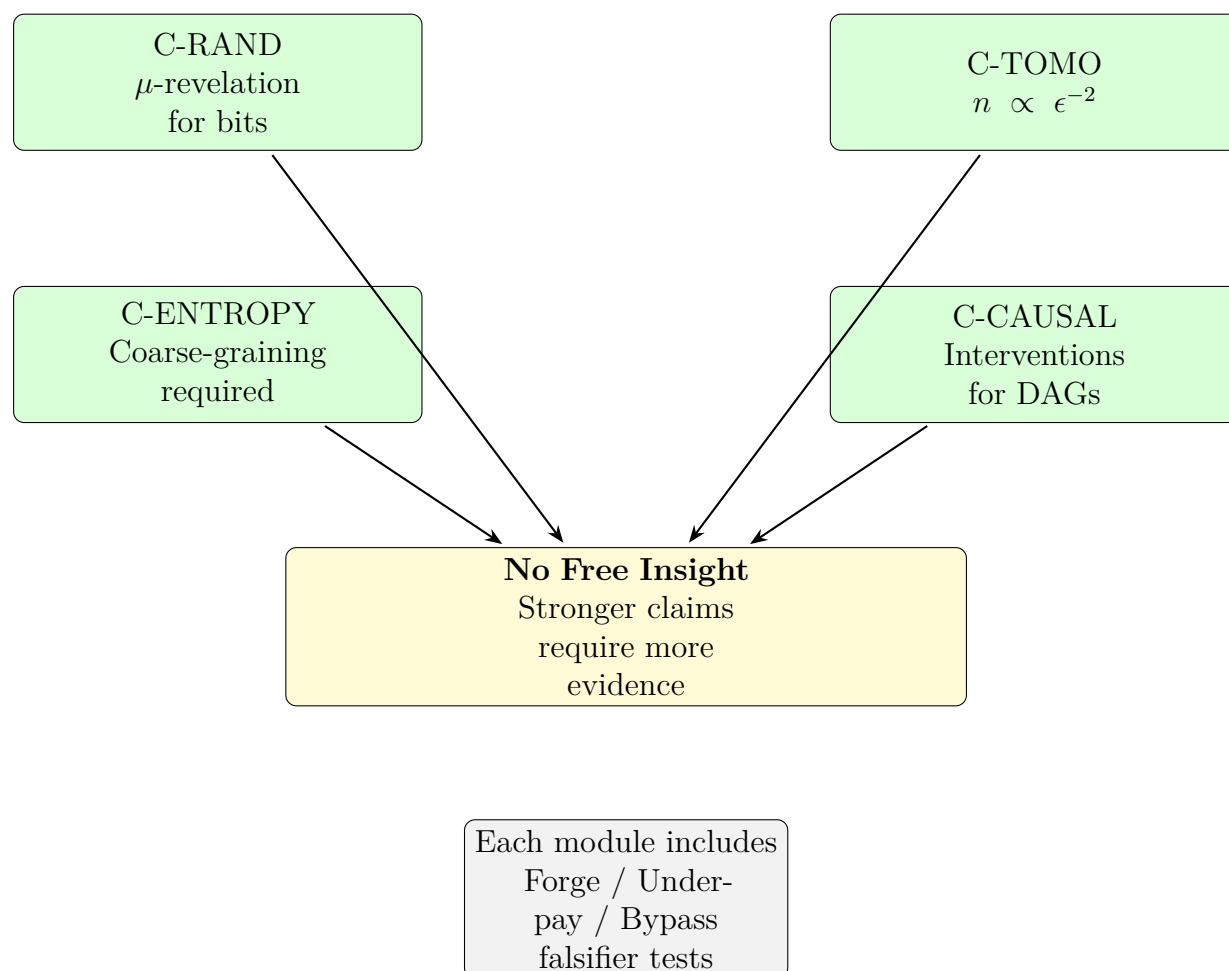 C-RAND
μ-revelation
for bits
C-TOMO
n ∝ ϵ⁻²
C-ENTROPY
Coarse-graining
required
C-CAUSAL
Interventions
for DAGs
No Free Insight
Stronger claims
require more
evidence
Each module includes
Forge / Under-
pay / Bypass
falsifier tests